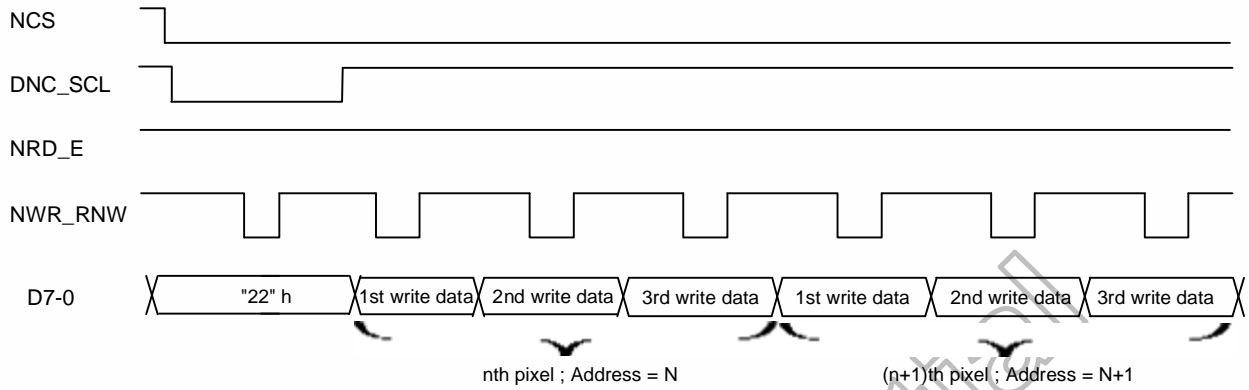 NCS
DNC_SCL
NRD_E
NWR_RNW
D7-0
"22" h
1st write data
2nd write data
3rd write data
1st write data
2nd write data
3rd write data
nth pixel ; Address = N
(n+1)th pixel ; Address = N+1